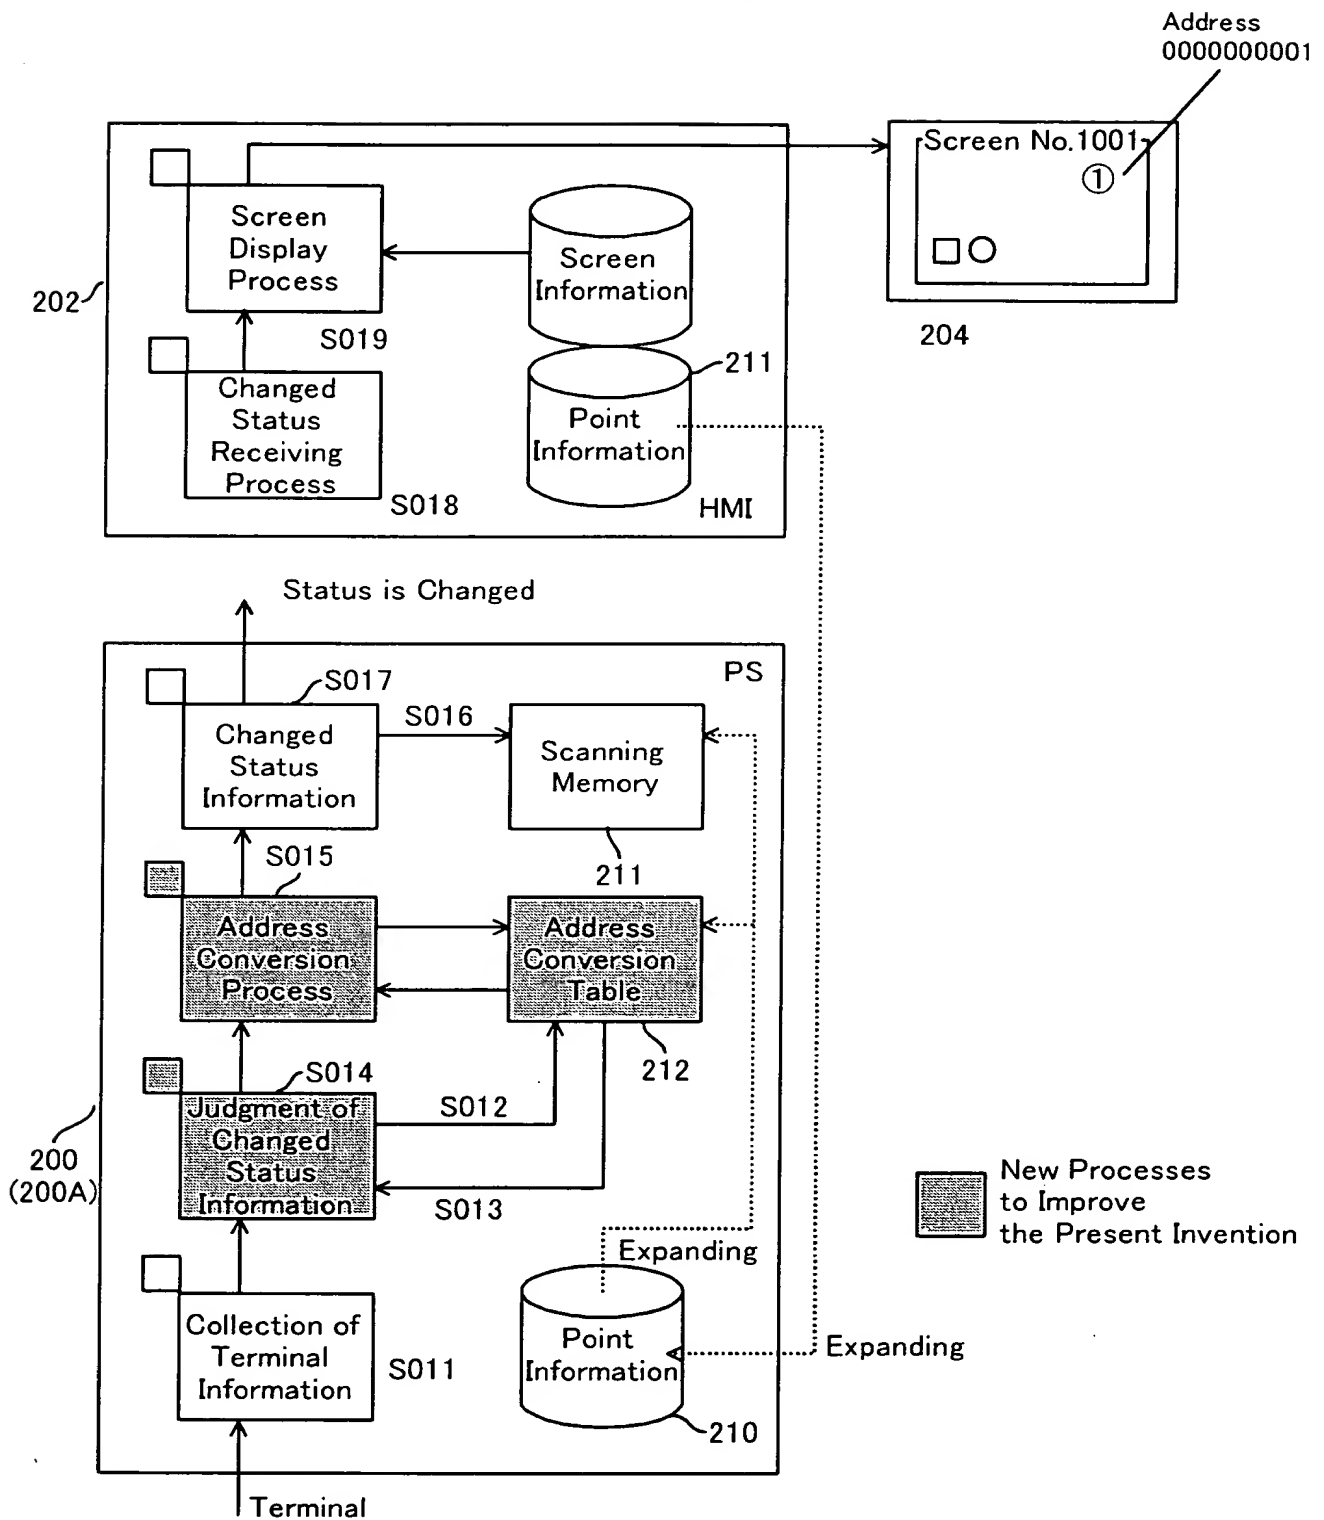 Address
0000000001
Screen No.1001
①
Screen
Display
Process
Screen
Information
202
S019
204
211
Changed
Status
Receiving
Process
Point
Information
S018
HMI
Status is Changed
PS
S017
S016
Changed
Status
Information
Scanning
Memory
S015
211
Address
Conversion
Process
Address
Conversion
Table
S014
212
S012
Judgment of
Changed
Status
Information
200
(200A)
S013
New Processes
to Improve
the Present Invention
Expanding
Collection of
Terminal
Information
S011
Point
Information
Expanding
210
Terminal